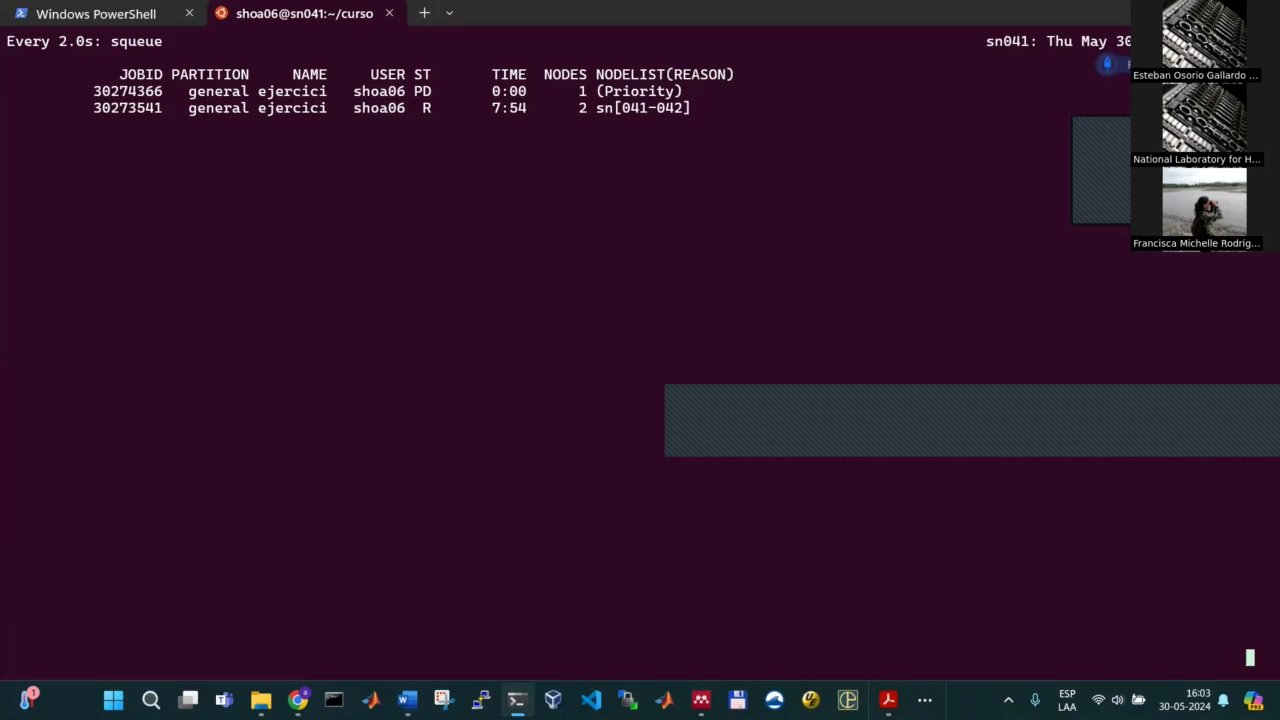 Windows PowerShell
shoa06@sn041:~/curso
Every 2.0s: squeue
sn041: Thu May 30
JOBID PARTITION NAME USER ST TIME NODES NODELIST(REASON)
30274366 general ejercici shoa06 PD 0:00 1 (Priority)
30273541 general ejercici shoa06 R 7:54 2 sn[041-042]
Esteban Osorio Gallardo ...
National Laboratory for H...
Francisca Michelle Rodríg...
ESP
LAA
16:03
30-05-2024